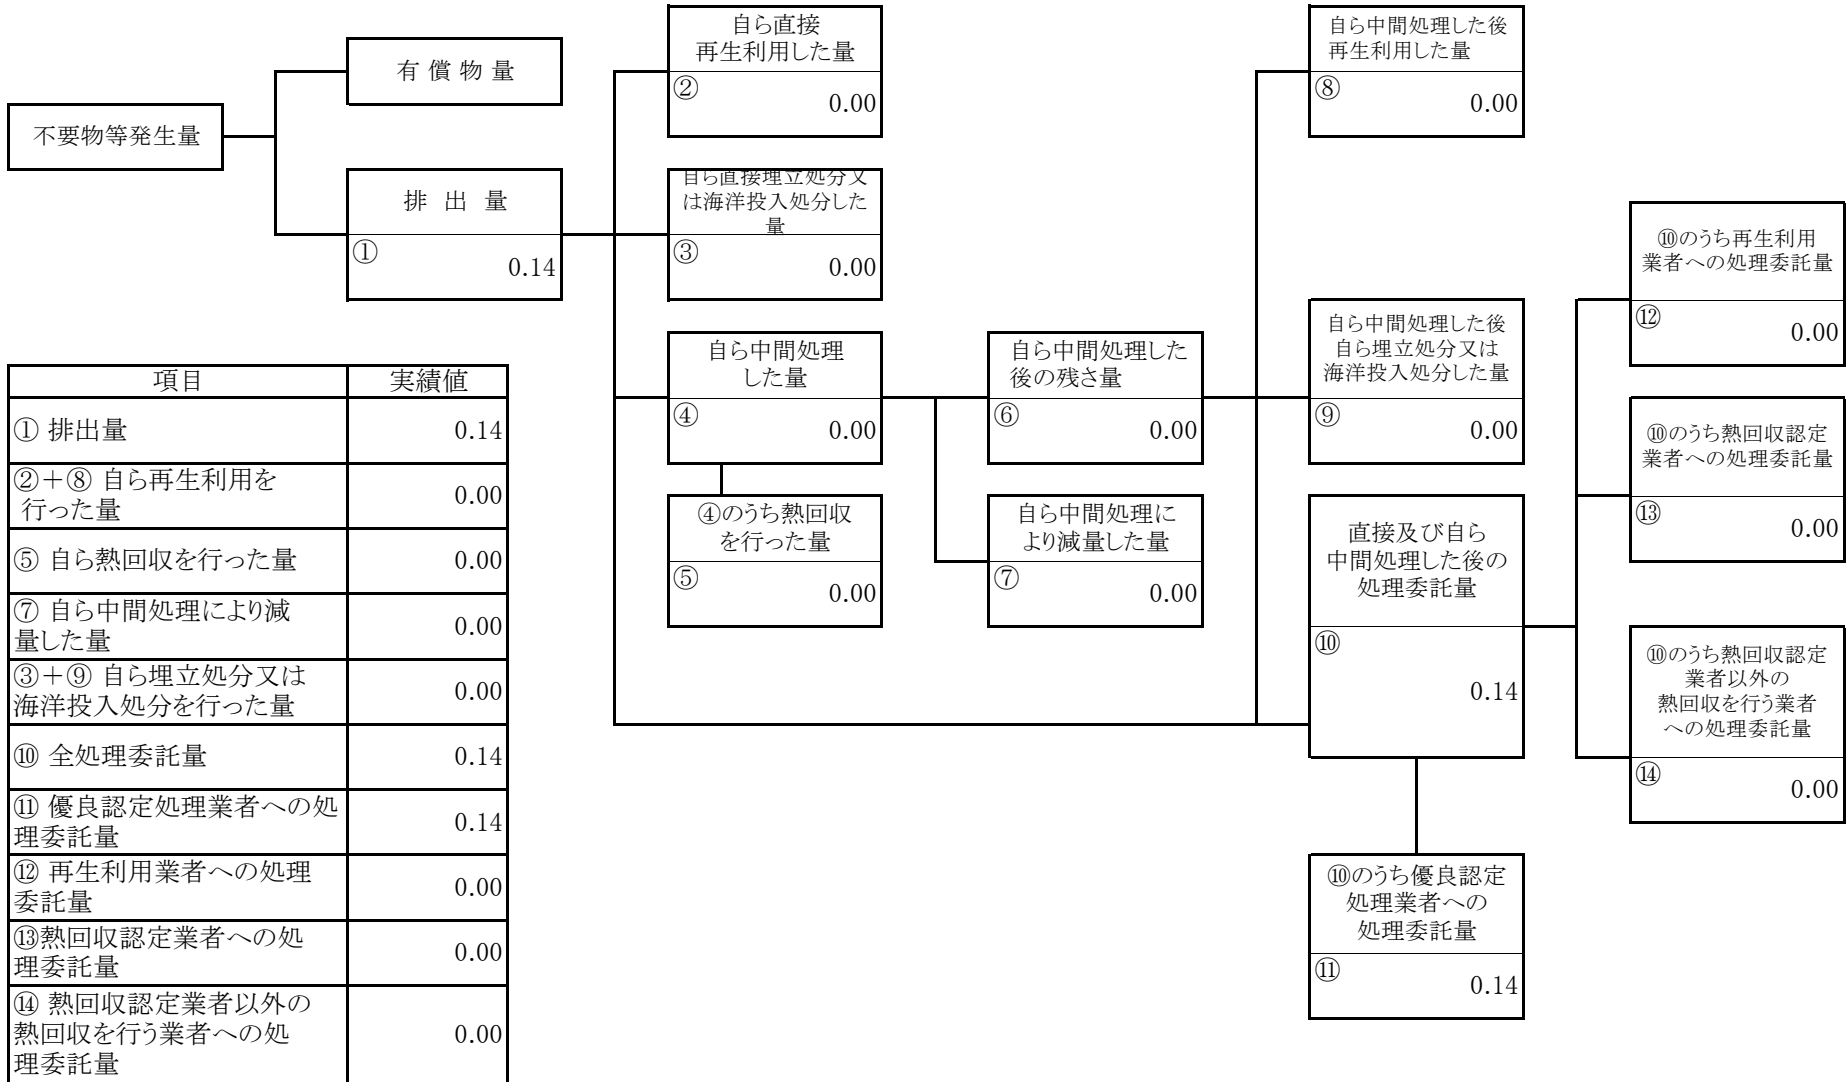 不要物等発生量
有 償 物 量
排 出 量
①
0.14
自ら直接
再生利用した量
②
0.00
自ら直接埋立処分又
は海洋投入処分した
量
③
0.00
自ら中間処理
した量
④
0.00
④のうち熱回収
を行った量
⑤
0.00
自ら中間処理した
後の残さ量
⑥
0.00
自ら中間処理に
より減量した量
⑦
0.00
自ら中間処理した後
再生利用した量
⑧
0.00
自ら中間処理した後
自ら埋立処分又は
海洋投入処分した量
⑨
0.00
直接及び自ら
中間処理した後の
処理委託量
⑩
0.14
⑩のうち優良認定
処理業者への
処理委託量
⑪
0.14
⑩のうち再生利用
業者への処理委託量
⑫
0.00
⑩のうち熱回収認定
業者への処理委託量
⑬
0.00
⑩のうち熱回収認定
業者以外の
熱回収を行う業者
への処理委託量
⑭
0.00
項目 実績値
① 排出量 0.14
②＋⑧ 自ら再生利用を
行った量 0.00
⑤ 自ら熱回収を行った量 0.00
⑦ 自ら中間処理により減
量した量 0.00
③＋⑨ 自ら埋立処分又は
海洋投入処分を行った量 0.00
⑩ 全処理委託量 0.14
⑪ 優良認定処理業者への処
理委託量 0.14
⑫ 再生利用業者への処理
委託量 0.00
⑬熱回収認定業者への処
理委託量 0.00
⑭ 熱回収認定業者以外の
熱回収を行う業者への処
理委託量 0.00